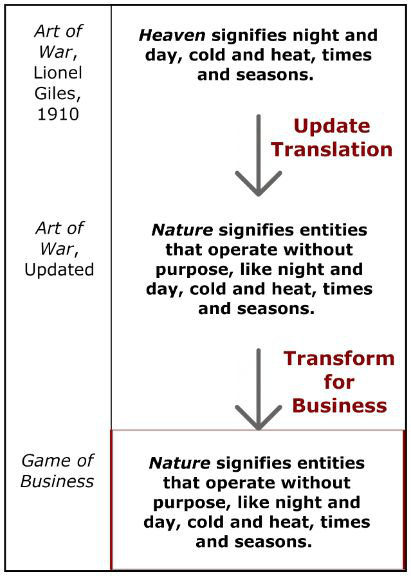 Art of
War,
Lionel
Giles,
1910
Heaven signifies night and
day, cold and heat, times
and seasons.
Update
Translation
Art of
War,
Updated
Nature signifies entities
that operate without
purpose, like night and
day, cold and heat, times
and seasons.
Transform
for
Business
Game of
Business
Nature signifies entities
that operate without
purpose, like night and
day, cold and heat, times
and seasons.